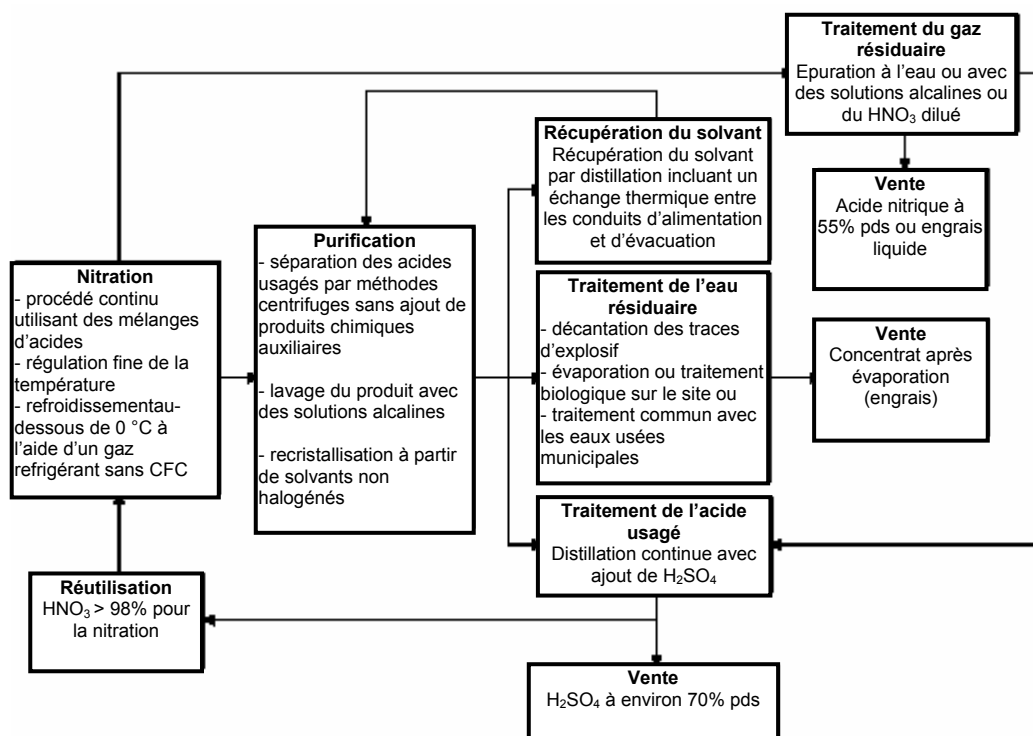 Traitement du gaz
résiduaire
Epuration à l'eau ou avec
des solutions alcalines ou
du HNO₃ dilué
Vente
Acide nitrique à
55% pds ou engrais
liquide
Récupération du solvant
Récupération du solvant
par distillation incluant un
échange thermique entre
les conduits d'alimentation
et d'évacuation
Nitration
- procédé continu
utilisant des mélanges
d'acides
- régulation fine de la
température
- refroidissementau-
dessous de 0 °C à
l'aide d'un gaz
refrigérant sans CFC
Purification
- séparation des acides
usagés par méthodes
centrifuges sans ajout de
produits chimiques
auxiliaires
- lavage du produit avec
des solutions alcalines
- recristallisation à partir
de solvants non
halogénés
Traitement de l'eau
résiduaire
- décantation des traces
d'explosif
- évaporation ou traitement
biologique sur le site ou
- traitement commun avec
les eaux usées
municipales
Vente
Concentrat après
évaporation
(engrais)
Traitement de l'acide
usagé
Distillation continue avec
ajout de H₂SO₄
Réutilisation
HNO₃ > 98% pour
la nitration
Vente
H₂SO₄ à environ 70% pds